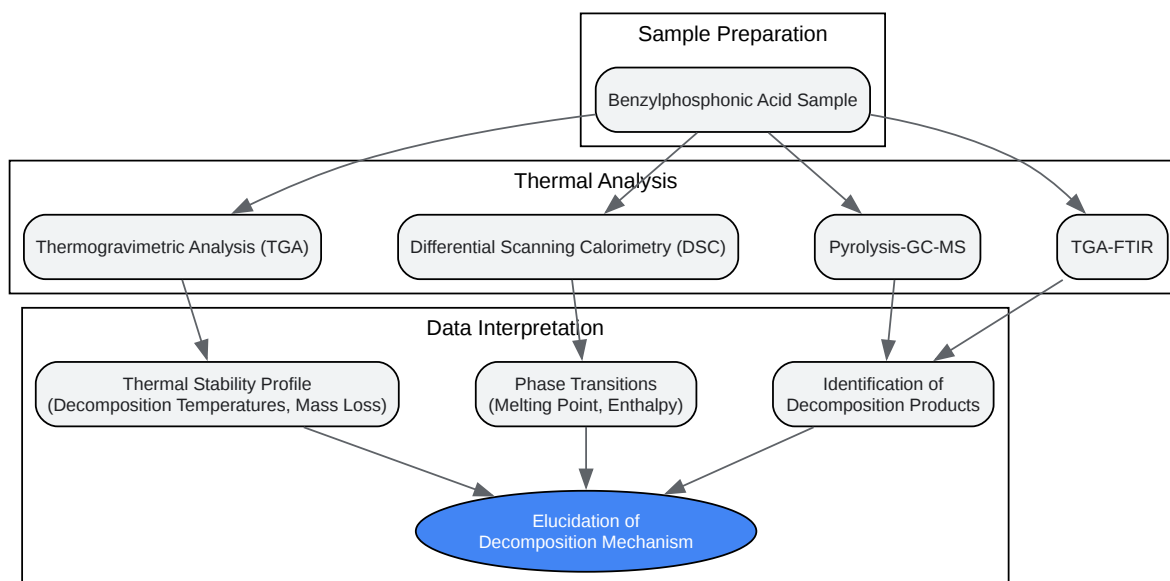 Sample Preparation
Benzylphosphonic Acid Sample
Thermal Analysis
Thermogravimetric Analysis (TGA)
Differential Scanning Calorimetry (DSC)
Pyrolysis-GC-MS
TGA-FTIR
Data Interpretation
Thermal Stability Profile
(Decomposition Temperatures, Mass Loss)
Phase Transitions
(Melting Point, Enthalpy)
Identification of
Decomposition Products
Elucidation of
Decomposition Mechanism